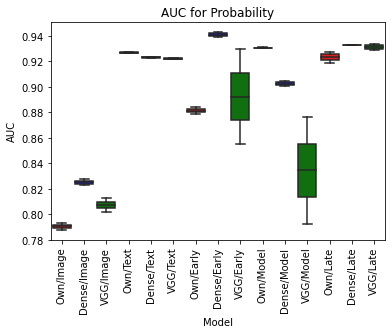 AUC for Probability
AUC
0.94
0.92
0.90
0.88
0.86
0.84
0.82
0.80
0.78
Own/Image
Dense/Image
VGG/Image
Own/Text
Dense/Text
VGG/Text
Own/Early
Dense/Early
VGG/Early
Own/Model
Dense/Model
VGG/Model
Own/Late
Dense/Late
VGG/Late
Model